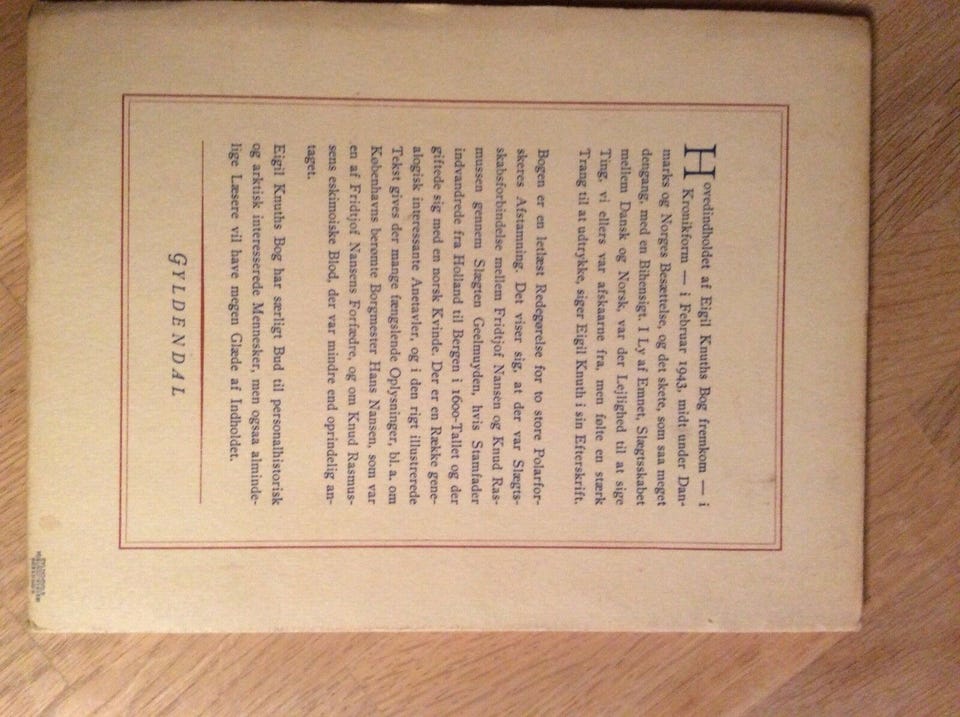 Hovedindholdet af Eigil Knuths Bog fremkom — i
Kronikform — i Februar 1943, midt under Dan-
marks og Norges Besættelse, og det skete, som saa meget
dengang, med en Bihensigt. I Ly af Emnet, Slægtsskabet
mellem Dansk og Norsk, var der Lejlighed til at sige
Ting, vi ellers var afskaarne fra, men følte en stærk
Trang til at udtrykke, siger Eigil Knuth i sin Efterskrift.
Bogen er en letlæst Redegørelse for to store Polarfor-
skeres Afstamning. Det viser sig, at der var Slægts-
skabsforbindelse mellem Fridtjof Nansen og Knud Ras-
mussen gennem Slægten Geelmuyden, hvis Stamfader
indvandrede fra Holland til Bergen i 1600-Tallet og der
giftede sig med en norsk Kvinde. Der er en Række gene-
alogisk interessante Anetavler, og i den rigt illustrerede
Tekst gives der mange fængslende Oplysninger, bl. a. om
Københavns berømte Borgmester Hans Nansen, som var
en af Fridtjof Nansens Forfædre, og om Knud Rasmus-
sens eskimoiske Blod, der var mindre end oprindelig an-
taget.
Eigil Knuths Bog har særligt Bud til personalhistorisk
og arktisk interesserede Mennesker, men ogsaa alminde-
lige Læsere vil have megen Glæde af Indholdet.
GYLDENDAL